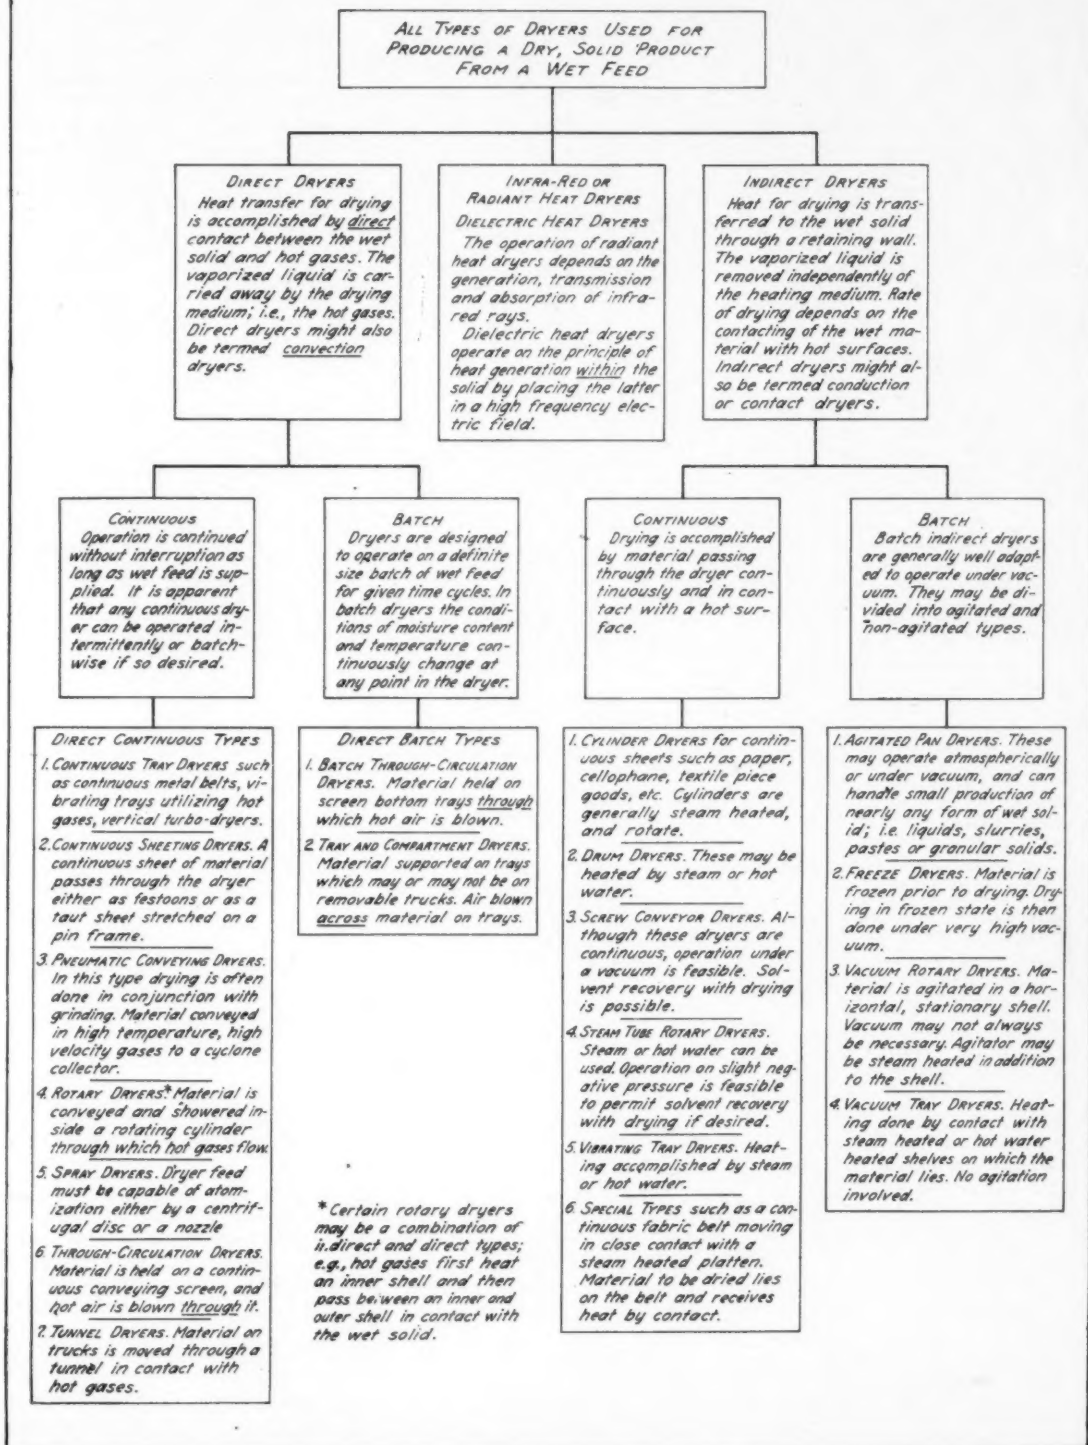 ALL TYPES OF DRYERS USED FOR
PRODUCING A DRY, SOLID PRODUCT
FROM A WET FEED
DIRECT DRYERS
Heat transfer for drying
is accomplished by direct
contact between the wet
solid and hot gases. The
vaporized liquid is car-
ried away by the drying
medium; i.e., the hot gases.
Direct dryers might also
be termed convection
dryers.
INFRA-RED OR
RADIANT HEAT DRYERS
DIELECTRIC HEAT DRYERS
The operation of radiant
heat dryers depends on the
generation, transmission
and absorption of infra-
red rays.
Dielectric heat dryers
operate on the principle of
heat generation within the
solid by placing the latter
in a high frequency elec-
tric field.
INDIRECT DRYERS
Heat for drying is trans-
ferred to the wet solid
through a retaining wall.
The vaporized liquid is
removed independently of
the heating medium. Rate
of drying depends on the
contacting of the wet ma-
terial with hot surfaces.
Indirect dryers might al-
so be termed conduction
or contact dryers.
CONTINUOUS
Operation is continued
without interruption as
long as wet feed is sup-
plied. It is apparent
that any continuous dry-
er can be operated in-
termittently or batch-
wise if so desired.
BATCH
Dryers are designed
to operate on a definite
size batch of wet feed
for given time cycles. In
batch dryers the condi-
tions of moisture content
and temperature con-
tinuously change at
any point in the dryer.
CONTINUOUS
Drying is accomplished
by material passing
through the dryer con-
tinuously and in con-
tact with a hot sur-
face.
BATCH
Batch indirect dryers
are generally well adapt-
ed to operate under vac-
uum. They may be di-
vided into agitated and
non-agitated types.
DIRECT CONTINUOUS TYPES
1. CONTINUOUS TRAY DRYERS such
as continuous metal belts, vi-
brating trays utilizing hot
gases, vertical turbo-dryers.
2. CONTINUOUS SHEETING DRYERS. A
continuous sheet of material
passes through the dryer
either as festoons or as a
taut sheet stretched on a
pin frame.
3. PNEUMATIC CONVEYING DRYERS.
In this type drying is often
done in conjunction with
grinding. Material conveyed
in high temperature, high
velocity gases to a cyclone
collector.
4. ROTARY DRYERS.* Material is
conveyed and showered in-
side a rotating cylinder
through which hot gases flow.
5. SPRAY DRYERS. Dryer feed
must be capable of atom-
ization either by a centrif-
ugal disc or a nozzle
6. THROUGH-CIRCULATION DRYERS.
Material is held on a contin-
uous conveying screen, and
hot air is blown through it.
7. TUNNEL DRYERS. Material on
trucks is moved through a
tunnel in contact with
hot gases.
DIRECT BATCH TYPES
1. BATCH THROUGH-CIRCULATION
DRYERS. Material held on
screen bottom trays through
which hot air is blown.
2. TRAY AND COMPARTMENT DRYERS.
Material supported on trays
which may or may not be on
removable trucks. Air blown
across material on trays.
* Certain rotary dryers
may be a combination of
indirect and direct types;
e.g., hot gases first heat
an inner shell and then
pass between an inner and
outer shell in contact with
the wet solid.
1. CYLINDER DRYERS for contin-
uous sheets such as paper,
cellophane, textile piece
goods, etc. Cylinders are
generally steam heated,
and rotate.
2. DRUM DRYERS. These may be
heated by steam or hot
water.
3. SCREW CONVEYOR DRYERS. Al-
though these dryers are
continuous, operation under
a vacuum is feasible. Sol-
vent recovery with drying
is possible.
4. STEAM TUBE ROTARY DRYERS.
Steam or hot water can be
used. Operation on slight neg-
ative pressure is feasible
to permit solvent recovery
with drying if desired.
5. VIBRATING TRAY DRYERS. Heat-
ing accomplished by steam
or hot water.
6. SPECIAL TYPES such as a con-
tinuous fabric belt moving
in close contact with a
steam heated platten.
Material to be dried lies
on the belt and receives
heat by contact.
1. AGITATED PAN DRYERS. These
may operate atmospherically
or under vacuum, and can
handle small production of
nearly any form of wet sol-
id; i.e. liquids, slurries,
pastes or granular solids.
2. FREEZE DRYERS. Material is
frozen prior to drying. Dry-
ing in frozen state is then
done under very high vac-
uum.
3. VACUUM ROTARY DRYERS. Ma-
terial is agitated in a hor-
izontal, stationary shell.
Vacuum may not always
be necessary. Agitator may
be steam heated in addition
to the shell.
4. VACUUM TRAY DRYERS. Heat-
ing done by contact with
steam heated or hot water
heated shelves on which the
material lies. No agitation
involved.